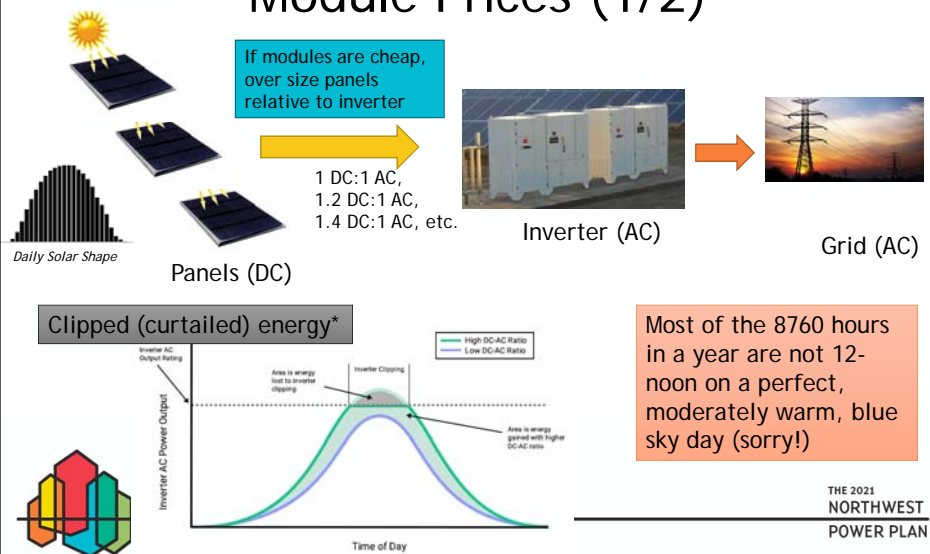 Module Prices (1/2)
If modules are cheap,
over size panels
relative to inverter
1 DC:1 AC,
1.2 DC:1 AC,
1.4 DC:1 AC, etc.
Daily Solar Shape
Panels (DC)
Inverter (AC)
Grid (AC)
Clipped (curtailed) energy*
Inverter AC
Output Rating
Area is energy
lost to inverter
clipping
Inverter Clipping
High DC-AC Ratio
Low DC-AC Ratio
Area is energy
gained with higher
DC-AC ratio
Inverter AC Power Output
Time of Day
Most of the 8760 hours
in a year are not 12-
noon on a perfect,
moderately warm, blue
sky day (sorry!)
THE 2021
NORTHWEST
POWER PLAN